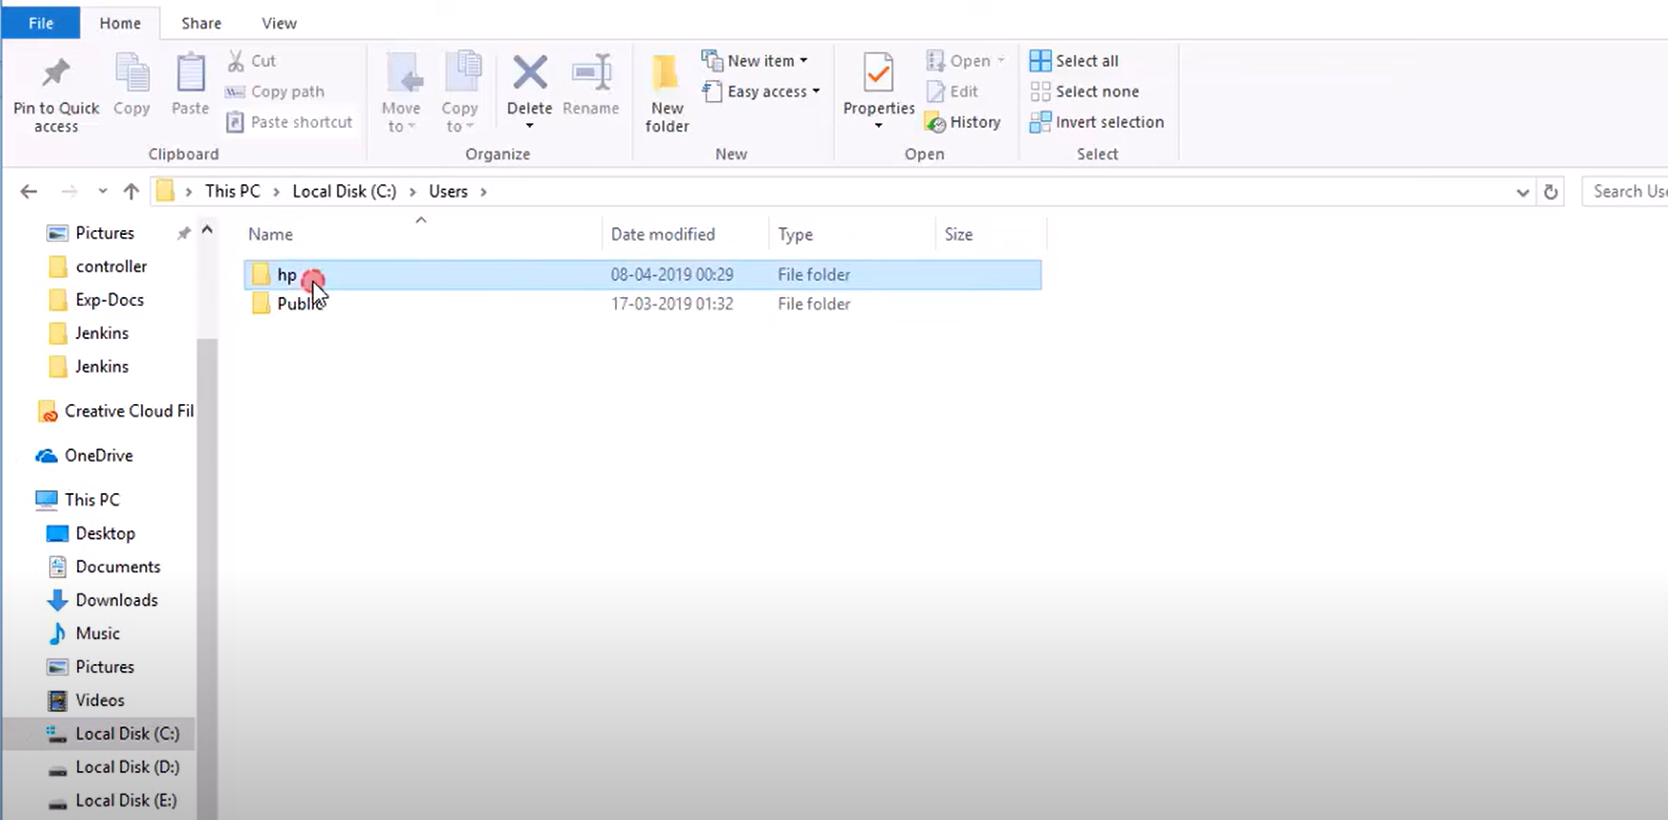 File Home Share View
Pin to Quick access
Copy
Paste
Cut
Copy path
Paste shortcut
Clipboard
Move to
Copy to
Delete
Rename
Organize
New folder
New item
Easy access
New
Properties
Open
Edit
History
Open
Select all
Select none
Invert selection
Select
This PC Local Disk (C:) Users
Search Use
Pictures
controller
Exp-Docs
Jenkins
Jenkins
Creative Cloud Fil
OneDrive
This PC
Desktop
Documents
Downloads
Music
Pictures
Videos
Local Disk (C:)
Local Disk (D:)
Local Disk (E:)
Name Date modified Type Size
hp 08-04-2019 00:29 File folder
Public 17-03-2019 01:32 File folder